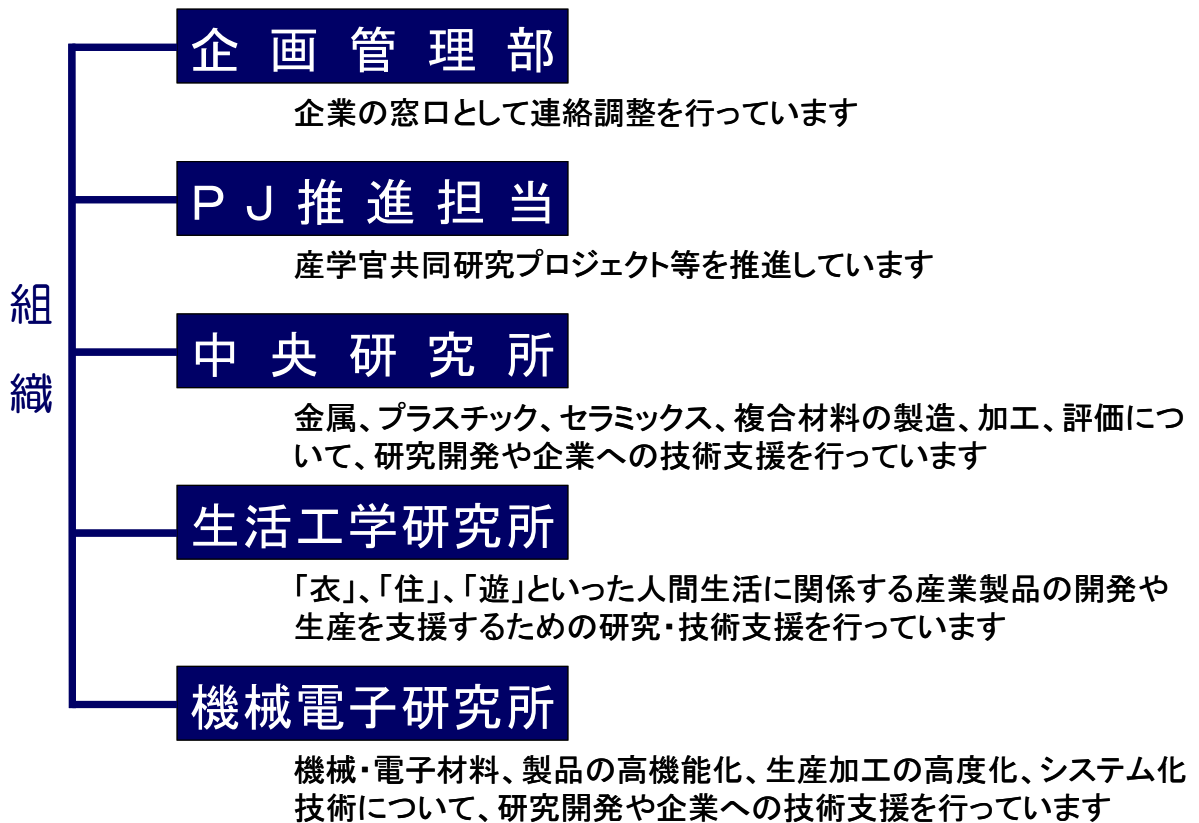 組織
企画管理部
企業の窓口として連絡調整を行っています
PJ推進担当
産学官共同研究プロジェクト等を推進しています
中央研究所
金属、プラスチック、セラミックス、複合材料の製造、加工、評価につ
いて、研究開発や企業への技術支援を行っています
生活工学研究所
「衣」、「住」、「遊」といった人間生活に関係する産業製品の開発や
生産を支援するための研究・技術支援を行っています
機械電子研究所
機械・電子材料、製品の高機能化、生産加工の高度化、システム化
技術について、研究開発や企業への技術支援を行っています